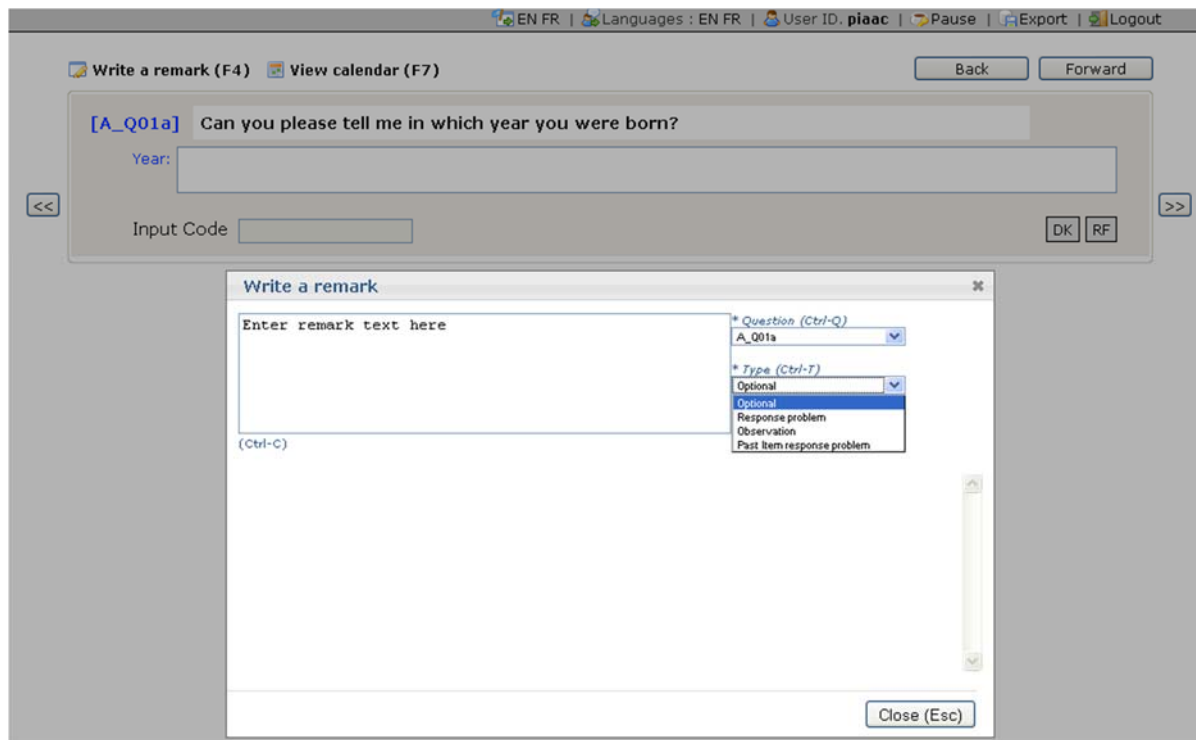 EN FR | Languages : EN FR | User ID. piaac | Pause | Export | Logout
Write a remark (F4) View calendar (F7) Back Forward
[A_Q01a] Can you please tell me in which year you were born?
Year:
<< >>
Input Code DK RF
Write a remark
Enter remark text here
* Question (Ctrl-Q)
A_Q01a
* Type (Ctrl-T)
Optional
Optional
Response problem
Observation
Past Item response problem
(Ctrl-C)
Close (Esc)